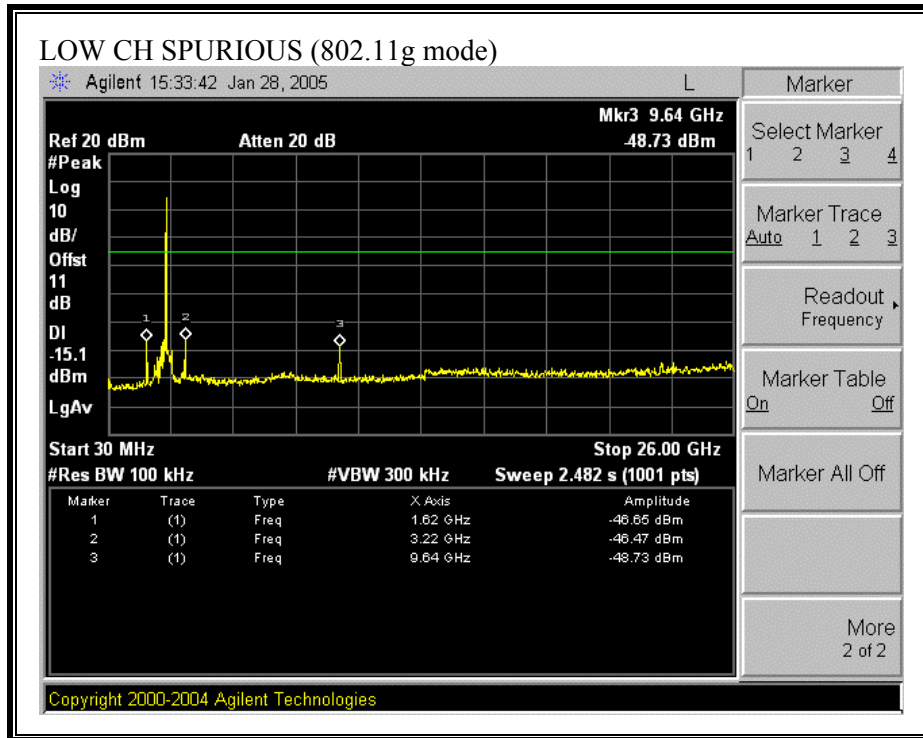 LOW CH SPURIOUS (802.11g mode)
Agilent 15:33:42 Jan 28, 2005 L
Mkr3 9.64 GHz
Ref 20 dBm Atten 20 dB -48.73 dBm
#Peak
Log
10
dB/
Offst
11
dB
DI
-15.1
dBm
LgAv
1 2 3
Start 30 MHz Stop 26.00 GHz
#Res BW 100 kHz #VBW 300 kHz Sweep 2.482 s (1001 pts)
Marker Trace Type X Axis Amplitude
1 (1) Freq 1.62 GHz -46.65 dBm
2 (1) Freq 3.22 GHz -46.47 dBm
3 (1) Freq 9.64 GHz -48.73 dBm
Copyright 2000-2004 Agilent Technologies
Marker
Select Marker
1 2 3 4
Marker Trace
Auto 1 2 3
Readout
Frequency
Marker Table
On Off
Marker All Off
More
2 of 2